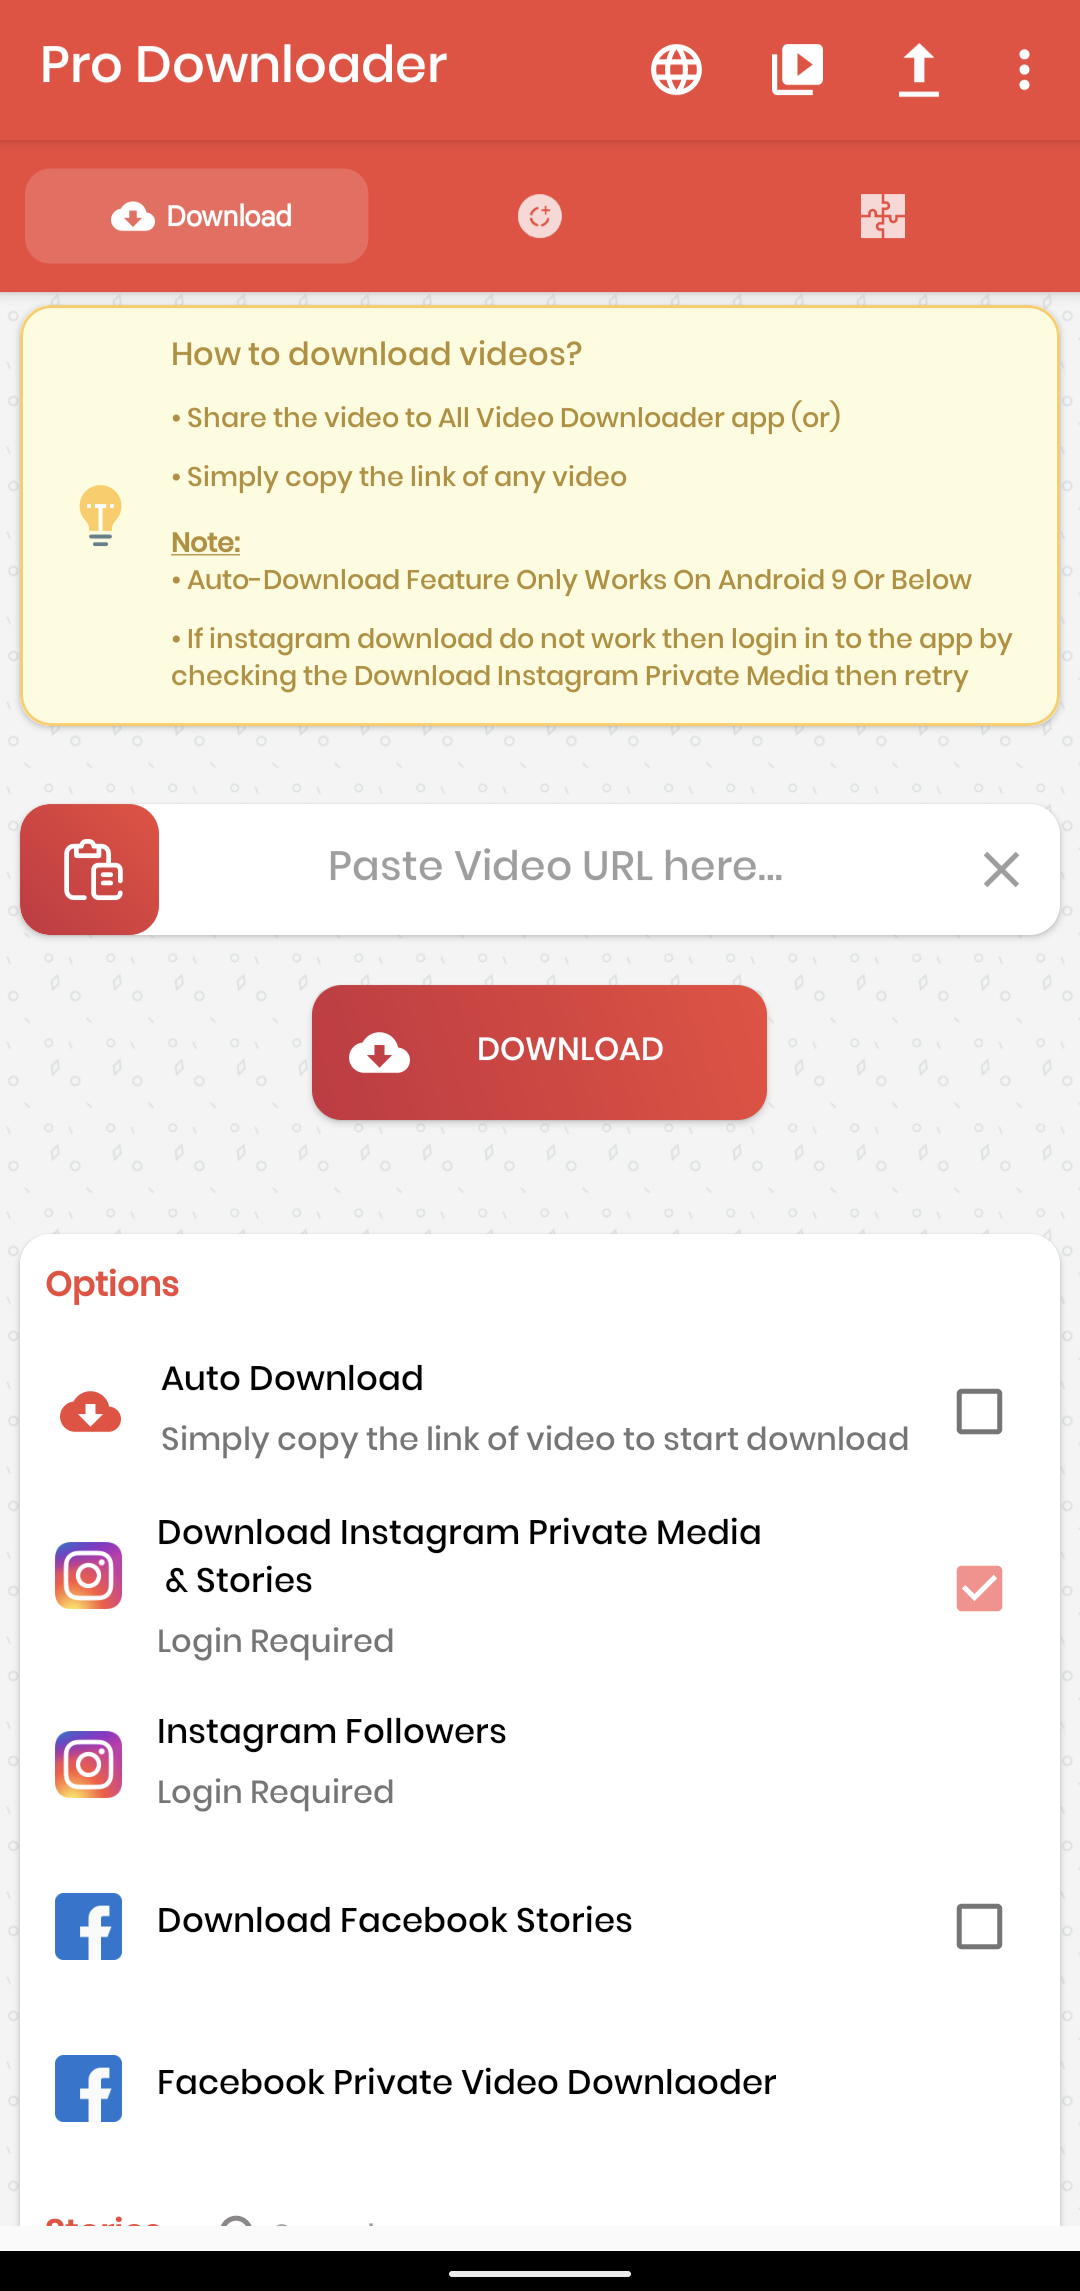 Pro Downloader
Download
How to download videos?
• Share the video to All Video Downloader app (or)
• Simply copy the link of any video
Note:
• Auto-Download Feature Only Works On Android 9 Or Below
• If instagram download do not work then login in to the app by
checking the Download Instagram Private Media then retry
Paste Video URL here...
DOWNLOAD
Options
Auto Download
Simply copy the link of video to start download
Download Instagram Private Media
& Stories
Login Required
Instagram Followers
Login Required
Download Facebook Stories
Facebook Private Video Downlaoder
Stories